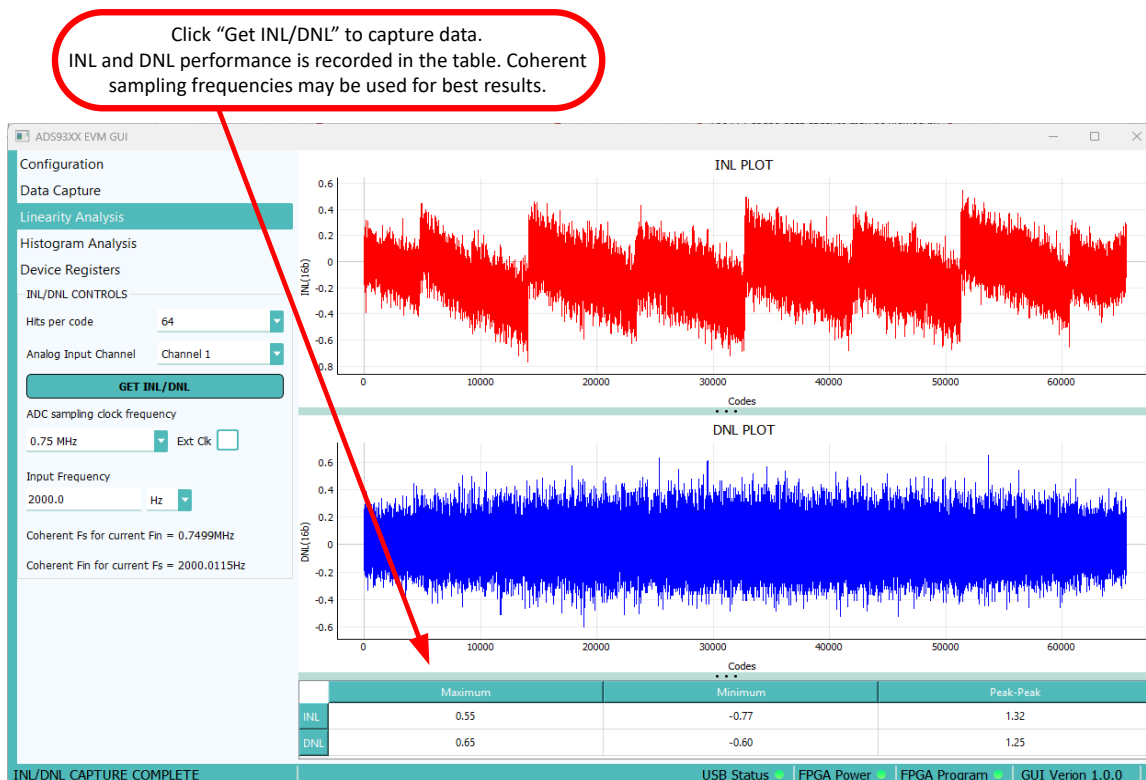 Click “Get INL/DNL” to capture data.
INL and DNL performance is recorded in the table. Coherent
sampling frequencies may be used for best results.
ADS93XX EVM GUI
Configuration
Data Capture
Linearity Analysis
Histogram Analysis
Device Registers
INL/DNL CONTROLS
Hits per code 64
Analog Input Channel Channel 1
GET INL/DNL
ADC sampling clock frequency
0.75 MHz Ext Clk
Input Frequency
2000.0 Hz
Coherent Fs for current Fin = 0.7499MHz
Coherent Fin for current Fs = 2000.0115Hz
INL PLOT
INL(16b)
0.6
0.4
0.2
0
-0.2
-0.4
-0.6
0.8
0 10000 20000 30000 40000 50000 60000
Codes
DNL PLOT
DNL(16b)
0.6
0.4
0.2
0
-0.2
-0.4
-0.6
0 10000 20000 30000 40000 50000 60000
Codes
Maximum Minimum Peak-Peak
INL 0.55 -0.77 1.32
DNL 0.65 -0.60 1.25
INL/DNL CAPTURE COMPLETE USB Status FPGA Power FPGA Program GUI Verion 1.0.0